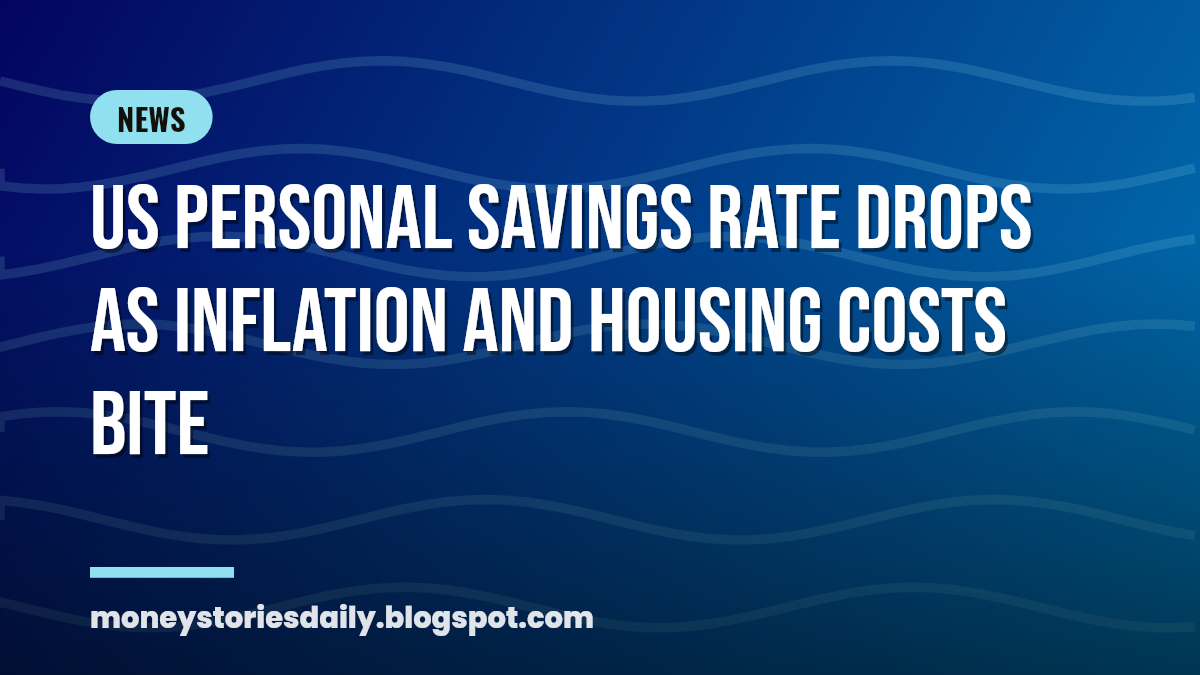 NEWS
US PERSONAL SAVINGS RATE DROPS
AS INFLATION AND HOUSING COSTS
BITE
moneystoriesdaily.blogspot.com